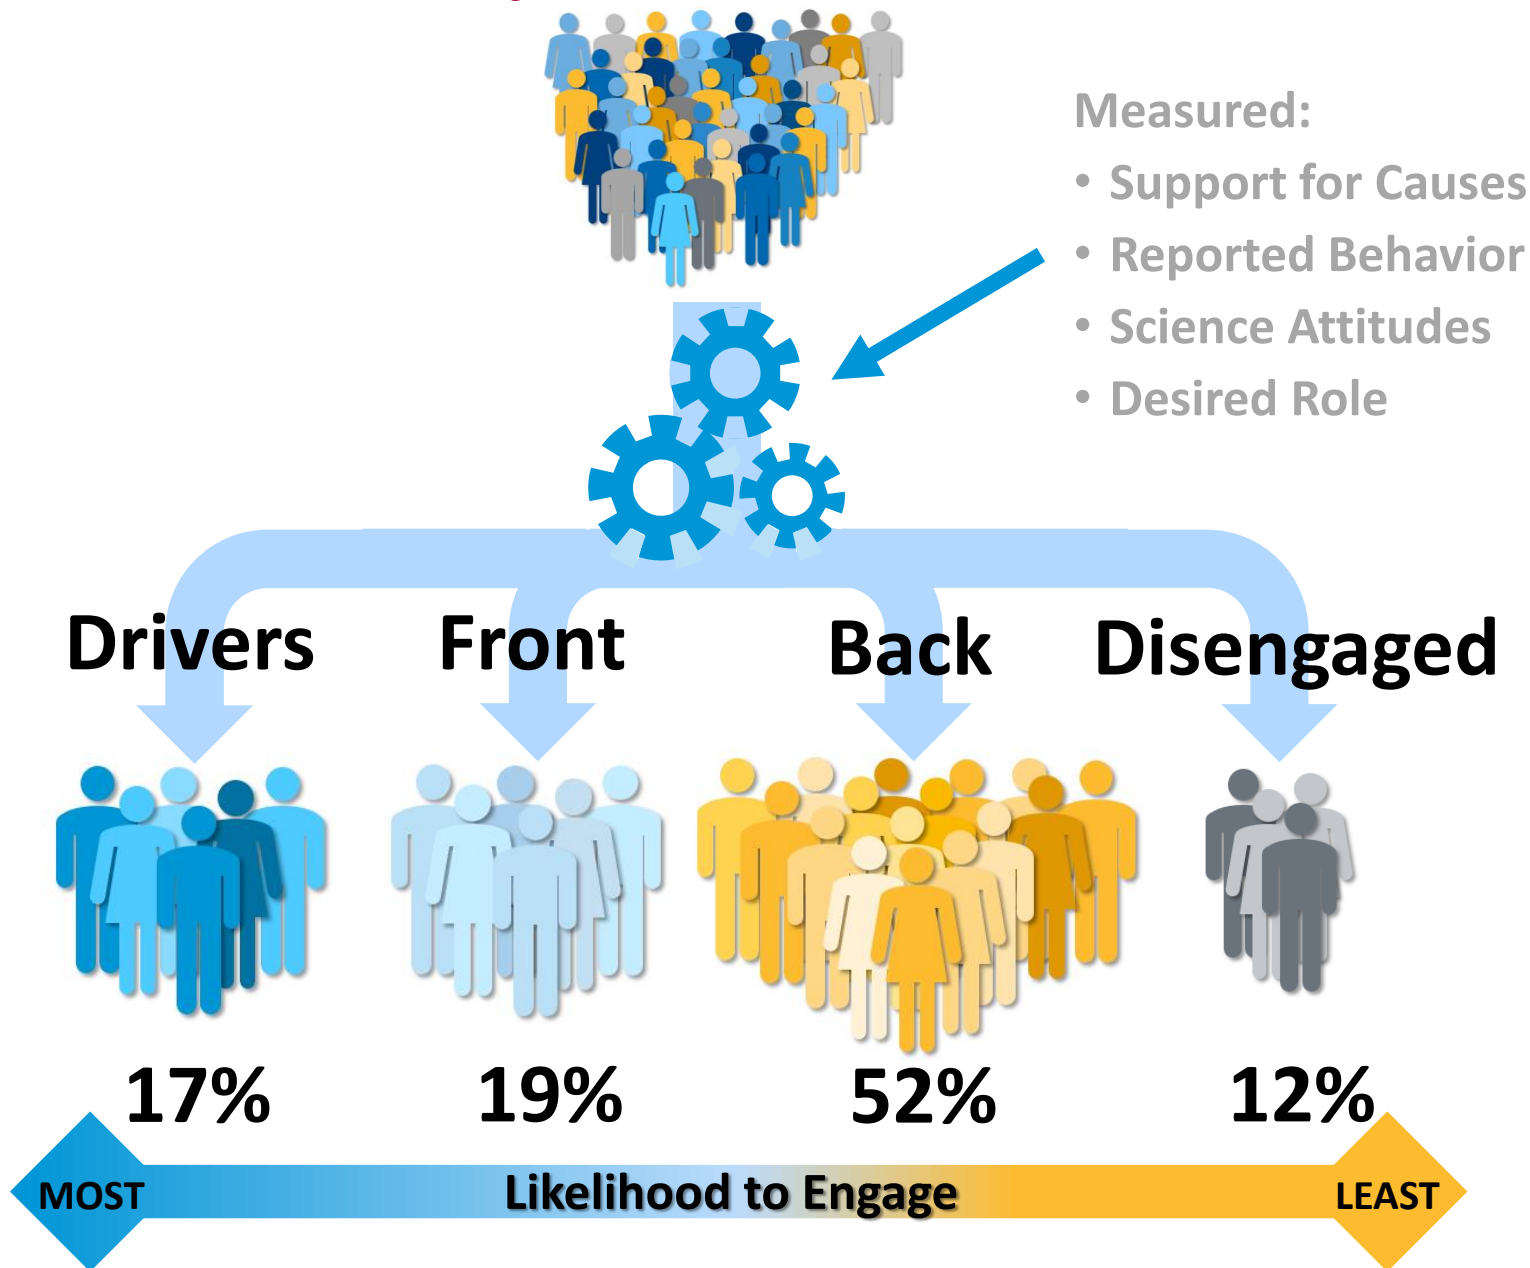 Measured:
• Support for Causes
• Reported Behavior
• Science Attitudes
• Desired Role
Drivers Front Back Disengaged
17% 19% 52% 12%
MOST Likelihood to Engage LEAST